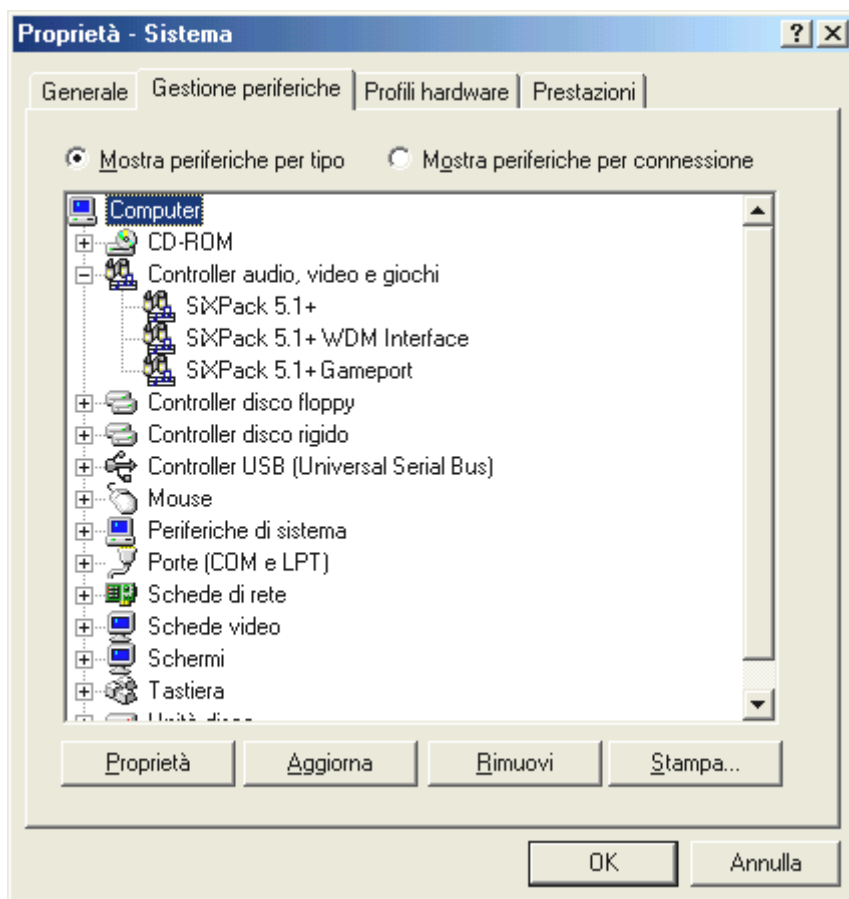 Proprietà - Sistema
Generale Gestione periferiche Profili hardware Prestazioni
Mostra periferiche per tipo Mostra periferiche per connessione
Computer
CD-ROM
Controller audio, video e giochi
SiXPack 5.1+
SiXPack 5.1+ WDM Interface
SiXPack 5.1+ Gameport
Controller disco floppy
Controller disco rigido
Controller USB (Universal Serial Bus)
Mouse
Periferiche di sistema
Porte (COM e LPT)
Schede di rete
Schede video
Schermi
Tastiera
Unità disco
Proprietà Aggiorna Rimuovi Stampa...
OK Annulla